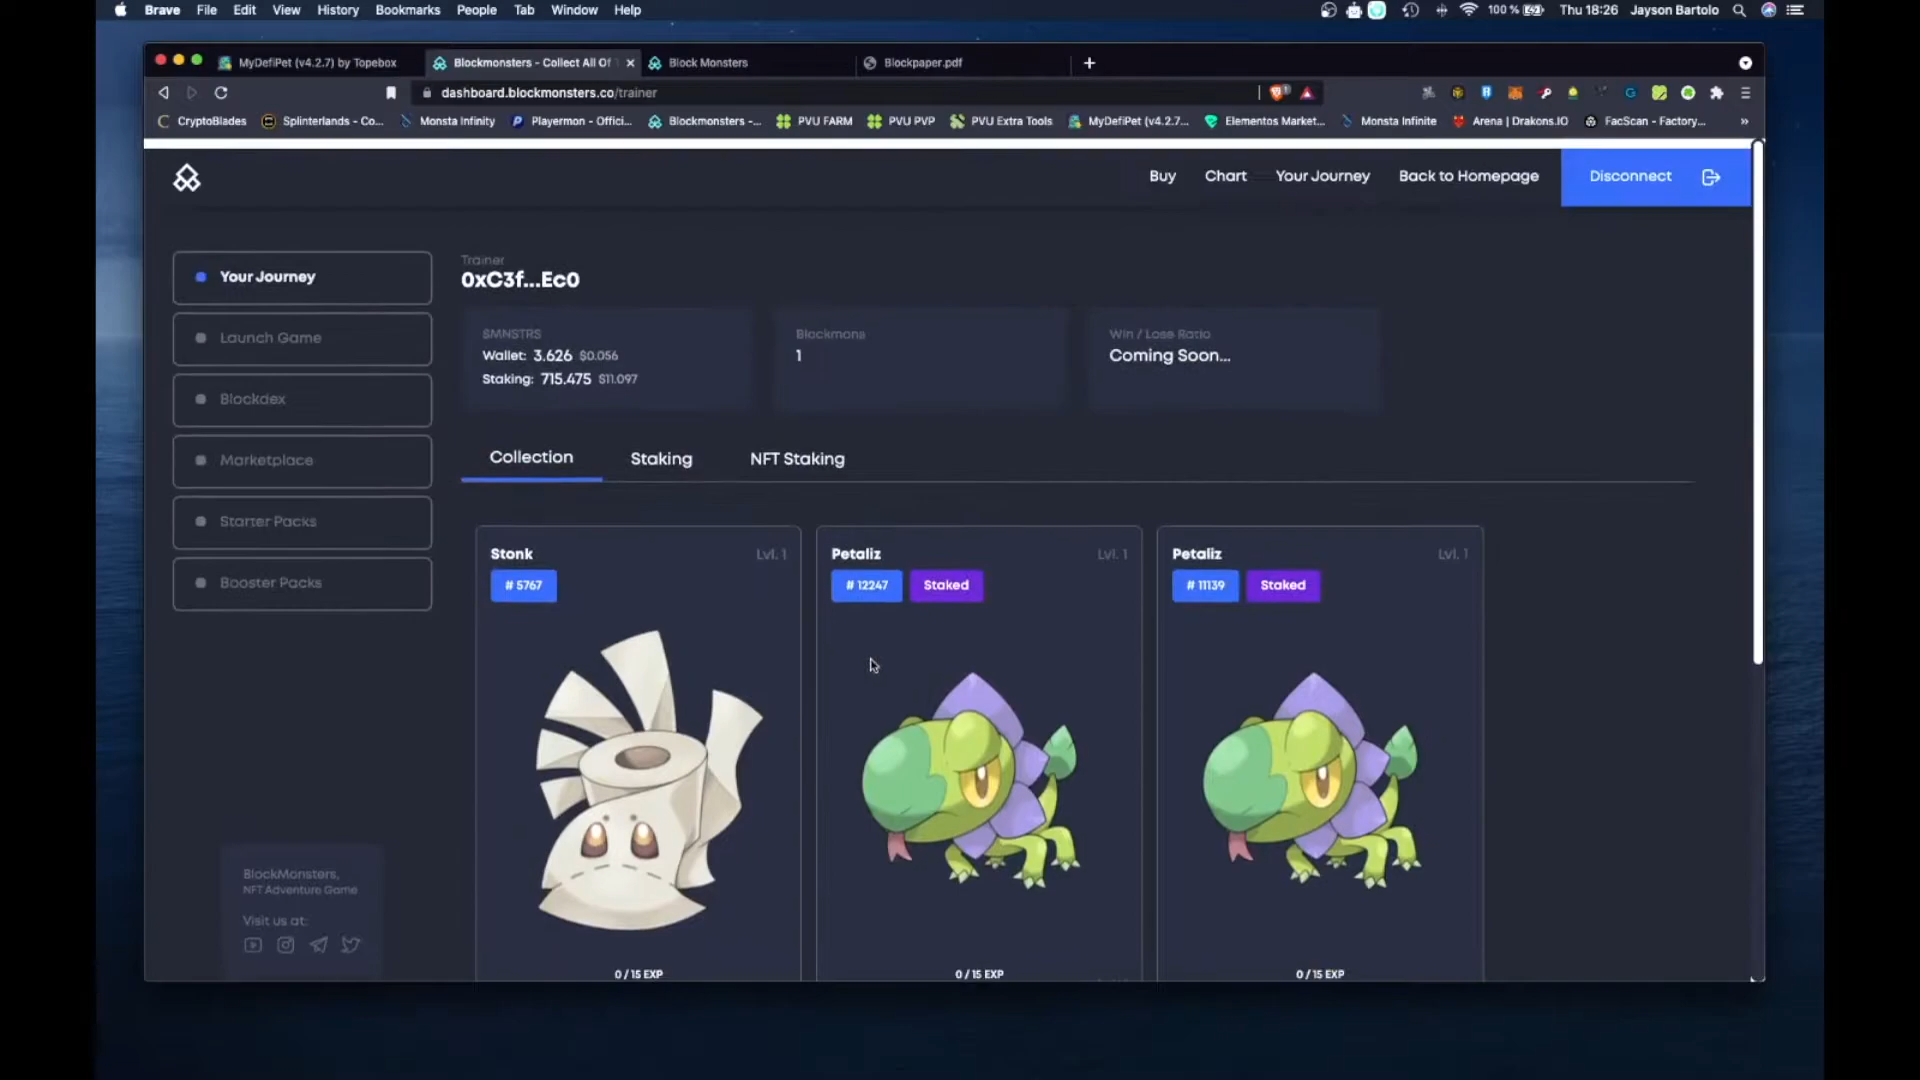 Brave File Edit View History Bookmarks People Tab Window Help 100% Thu 18:26 Jayson Bartolo
MyDefiPet (v4.2.7) by Topebox Blockmonsters - Collect All Of Block Monsters Blockpaper.pdf
dashboard.blockmonsters.co/trainer
CryptoBlades Splinterlands - Co... Monsta Infinity Playermon - Offici... Blockmonsters -... PVU FARM PVU PVP PVU Extra Tools MyDefiPet (v4.2.7... Elementos Market... Monsta Infinite Arena | Drakons.IO FacScan - Factory... »
Buy Chart Your Journey Back to Homepage Disconnect
Your Journey
Launch Game
Blockdex
Marketplace
Starter Packs
Booster Packs
Trainer
0xC3f...Ec0
$MNSTRS
Wallet: 3.626 $0.056
Staking: 715.475 $11.097
Blockmons
1
Win / Lose Ratio
Coming Soon...
Collection Staking NFT Staking
Stonk Lvl. 1
# 5767
Petaliz Lvl. 1
# 12247 Staked
Petaliz Lvl. 1
# 11139 Staked
0 / 15 EXP
0 / 15 EXP
0 / 15 EXP
BlockMonsters,
NFT Adventure Game
Visit us at: